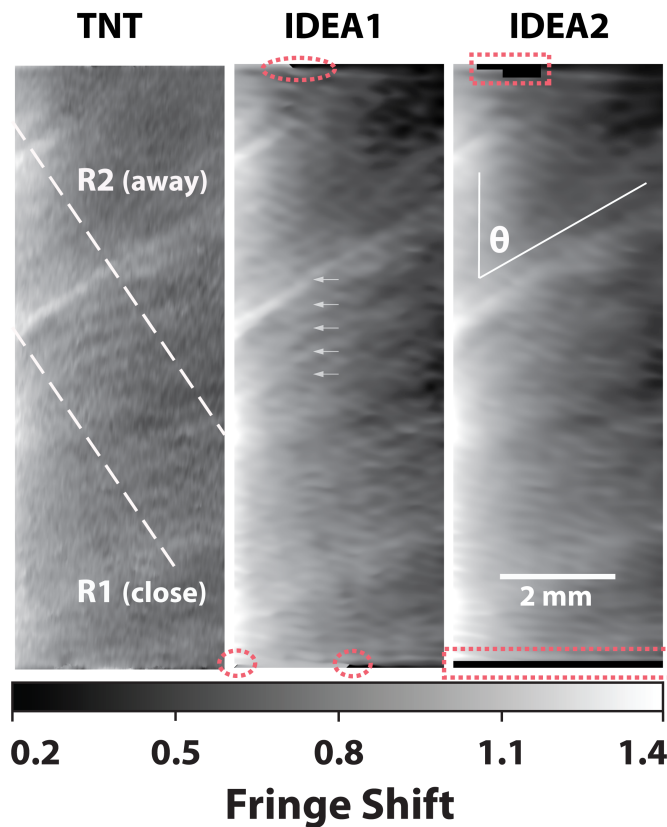 TNT
IDEA1
IDEA2
R2 (away)
θ
R1 (close)
2 mm
0.2
0.5
0.8
1.1
1.4
Fringe Shift